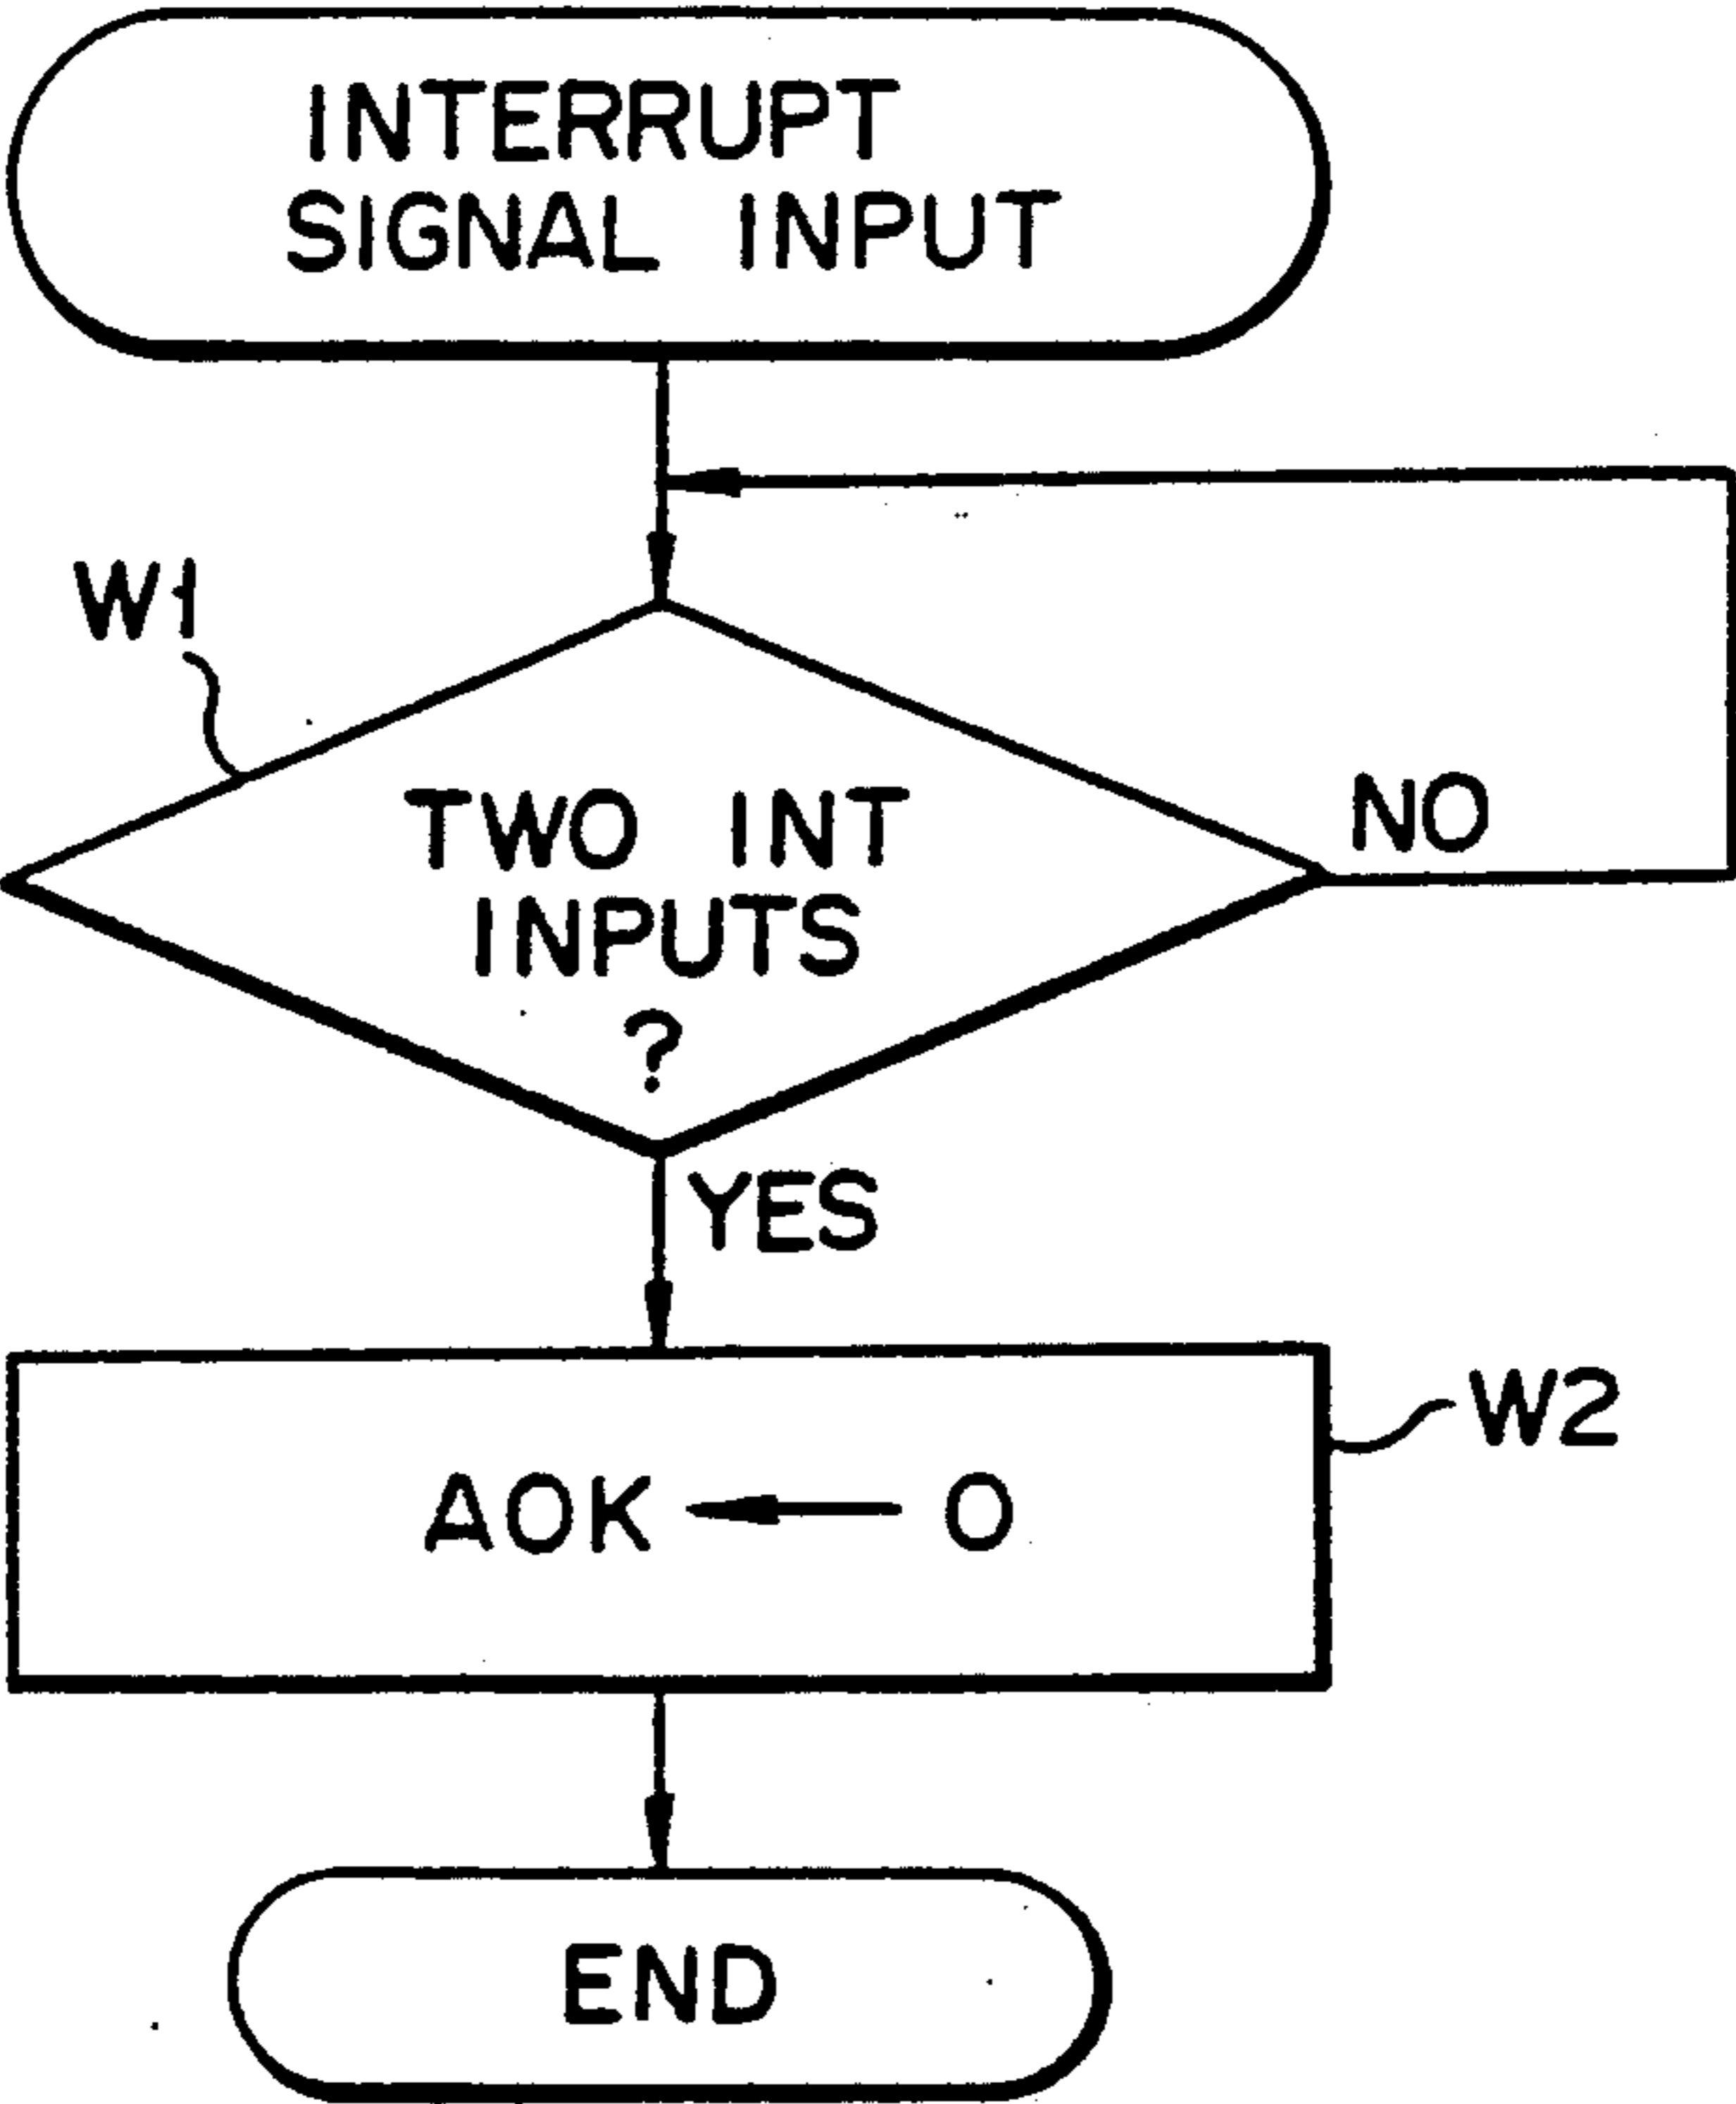 INTERRUPT
SIGNAL INPUT
W1
TWO INT
INPUTS
?
NO
YES
W2
AOK ← 0
END